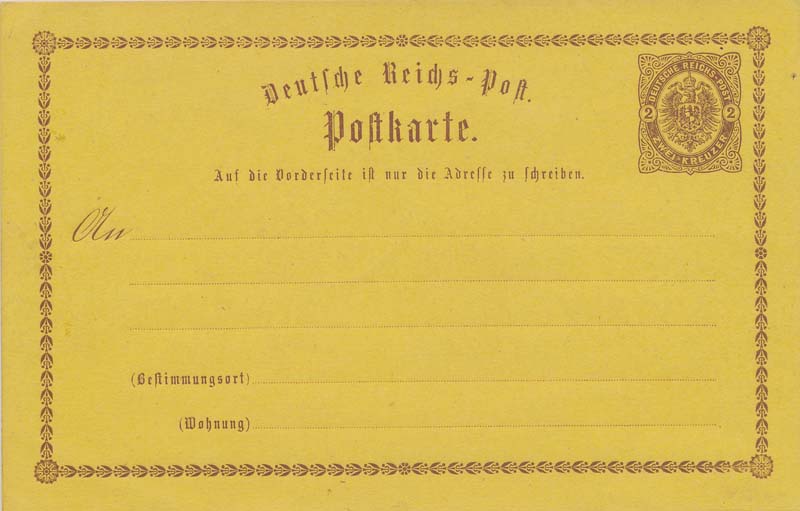 Deutsche Reichs-Post.
Postkarte.
DEUTSCHE REICHS-POST
2 2
ZWEI-KREUZER
Auf die Vorderseite ist nur die Adresse zu schreiben.
An
(Bestimmungsort)
(Wohnung)